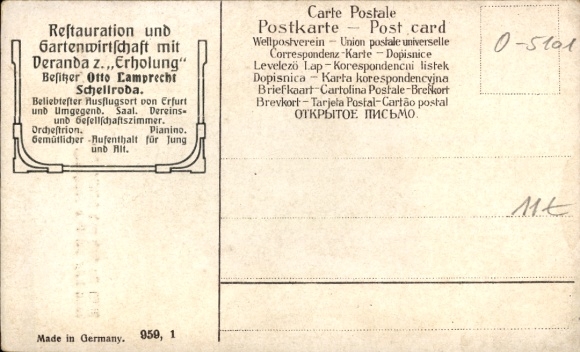 Restauration und
Gartenwirtschaft mit
Veranda z. „Erholung"
Besitzer Otto Lamprecht
Schellroda.
Beliebtester Ausflugsort von Erfurt
und Umgegend. Saal. Vereins-
und Gesellschaftszimmer.
Orchestrion. Pianino.
Gemütlicher Aufenthalt für Jung
und Alt.
Made in Germany. 959, 1
Carte Postale
Postkarte — Post card
Weltpostverein — Union postale universelle
Correspondenz-Karte — Dopisnice
Levelező Lap — Korespondencni listek
Dopisnica — Karta korespondencyjna
Briefkaart — Cartolina Postale — Brefkort
Brevkort — Tarjeta Postal — Cartão postal
ОТКРЫТОЕ ПИСЬМО.
O-5101
11t